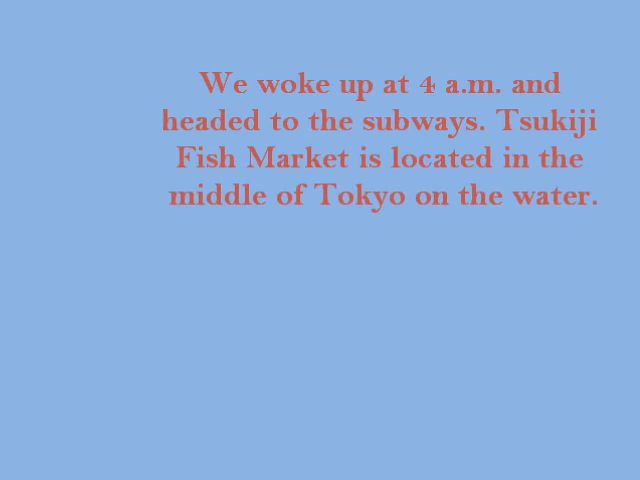 We woke up at 4 a.m. and
headed to the subways. Tsukiji
Fish Market is located in the
middle of Tokyo on the water.